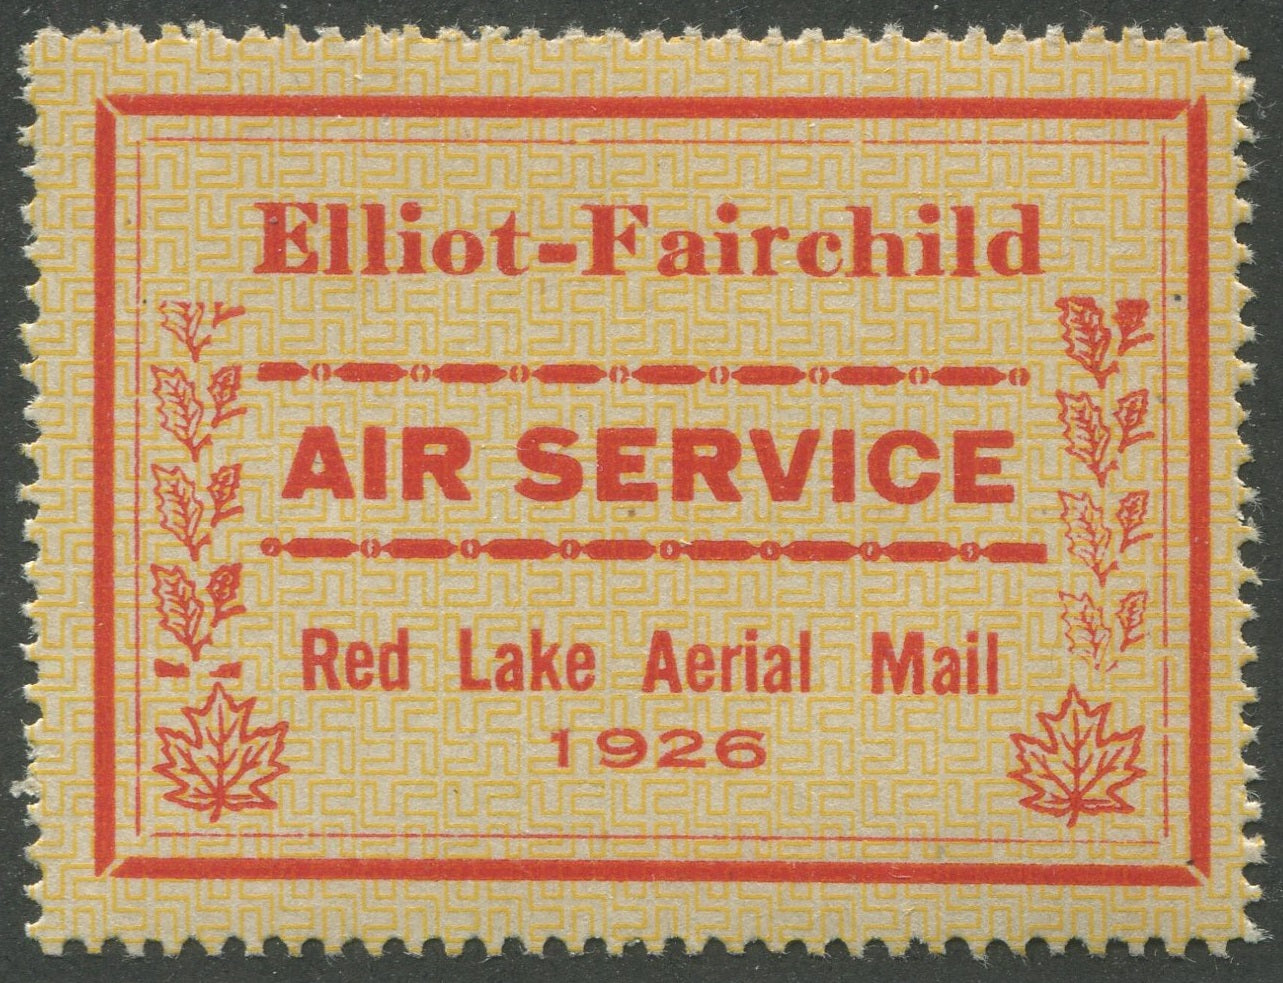 Elliot-Fairchild
AIR SERVICE
Red Lake Aerial Mail
1926